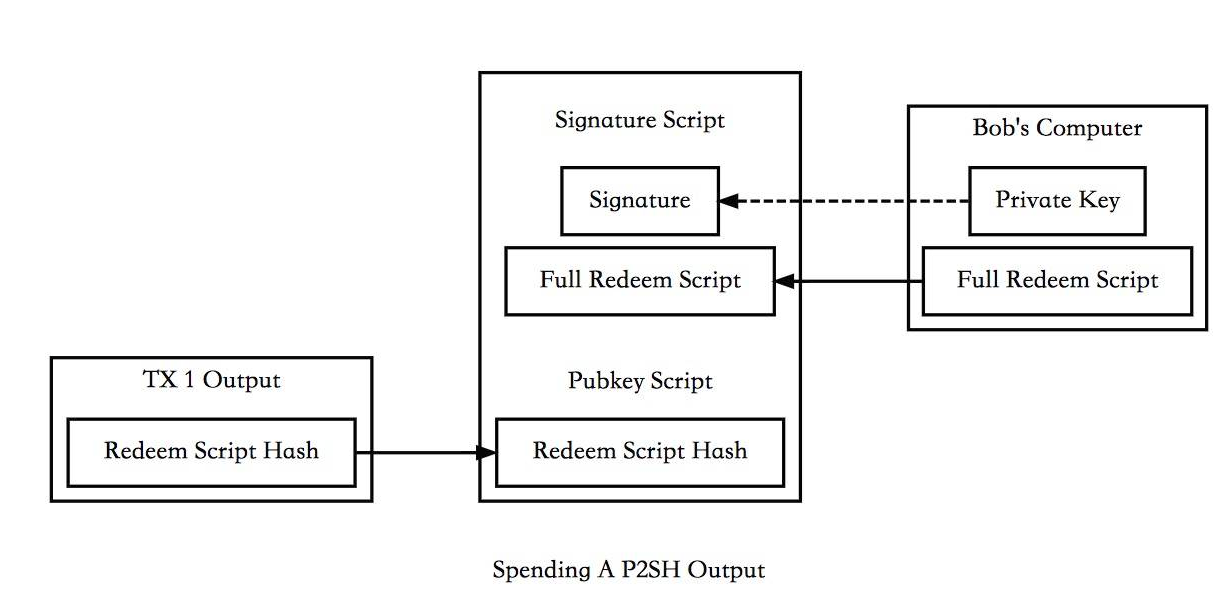 Signature Script
Bob's Computer
Signature
Private Key
Full Redeem Script
Full Redeem Script
TX 1 Output
Pubkey Script
Redeem Script Hash
Redeem Script Hash
Spending A P2SH Output